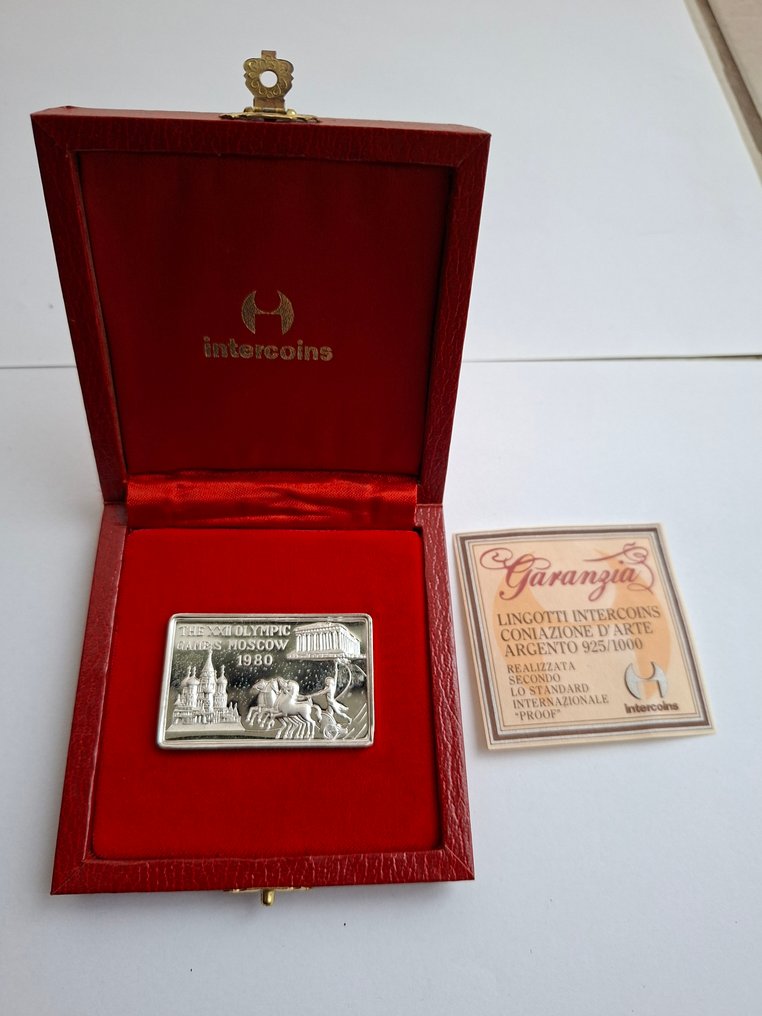 intercoins
THE XXII OLYMPIC
GAMES MOSCOW
1980
Garanzia
LINGOTTI INTERCOINS
CONIAZIONE D'ARTE
ARGENTO 925/1000
REALIZZATA
SECONDO
LO STANDARD
INTERNAZIONALE
"PROOF"
intercoins